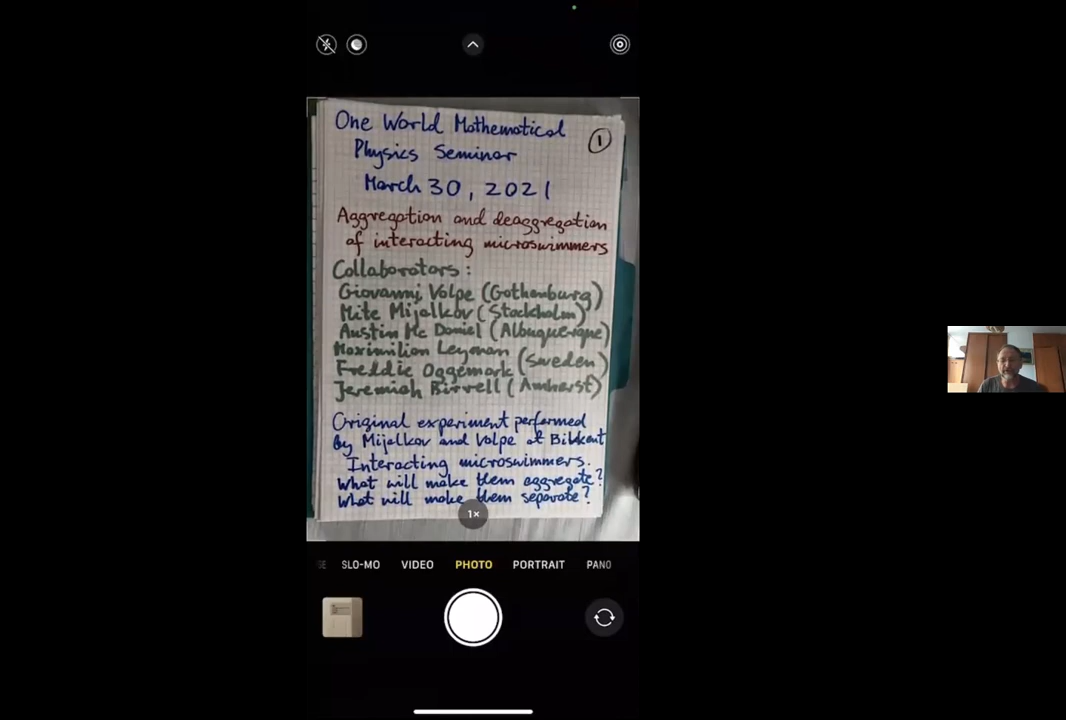 One World Mathematical
Physics Seminar
1
March 30, 2021
Aggregation and deaggregation
of interacting microswimmers
Collaborators:
Giovanni Volpe (Gothenburg)
Mite Mijalkov (Stockholm)
Austin Mc Daniel (Albuquerque)
Maximilian Leyman
Freddie Oggemark (Sweden)
Jeremiah Birrell (Amherst)
Original experiment performed
by Mijalkov and Volpe at Bilkent
Interacting microswimmers.
What will make them aggregate?
What will make them separate?
1×
SLO-MO VIDEO PHOTO PORTRAIT PANO